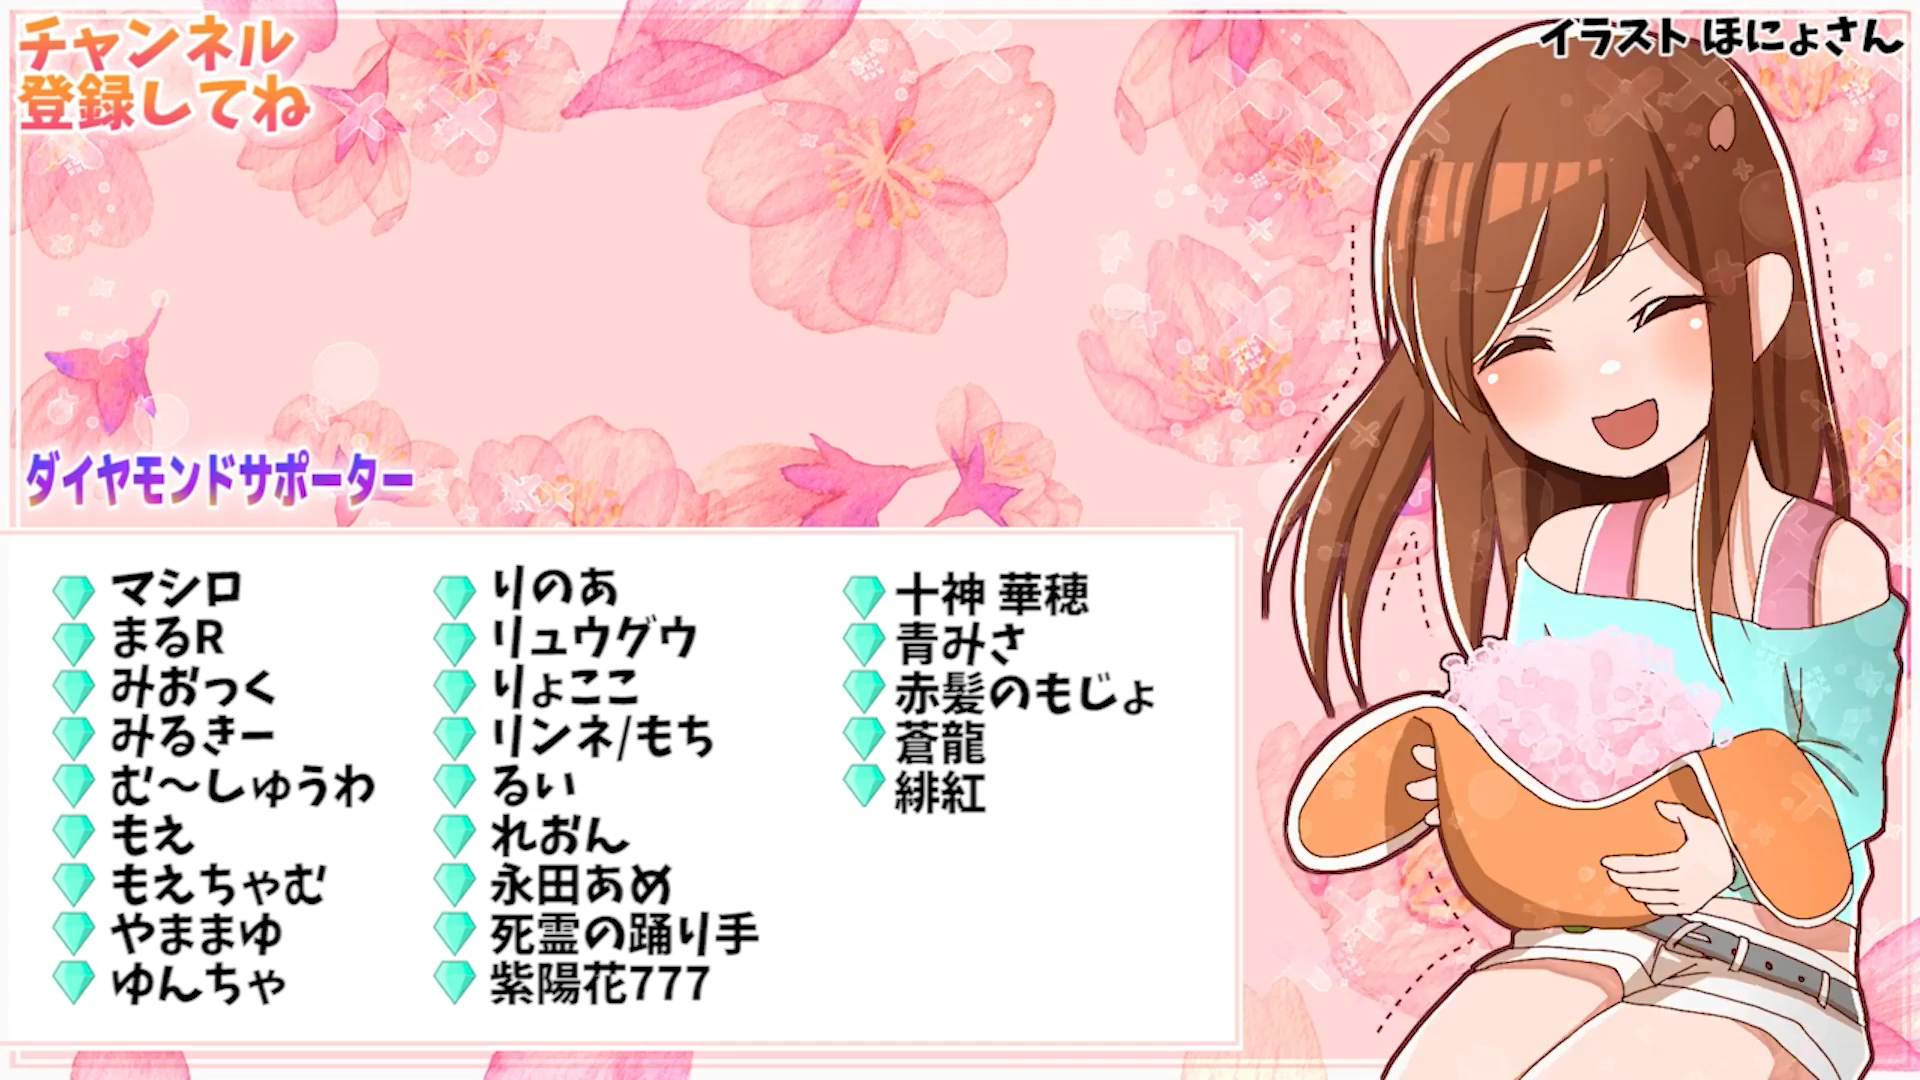 チャンネル
登録してね
イラスト ほにょさん
ダイヤモンドサポーター
マシロ
まるR
みおっく
みるきー
む～しゅうわ
もえ
もえちゃむ
やままゆ
ゆんちゃ
りのあ
リュウグウ
りょここ
リンネ/もち
るい
れおん
永田あめ
死霊の踊り手
紫陽花777
十神 華穂
青みさ
赤髪のもじょ
蒼龍
緋紅